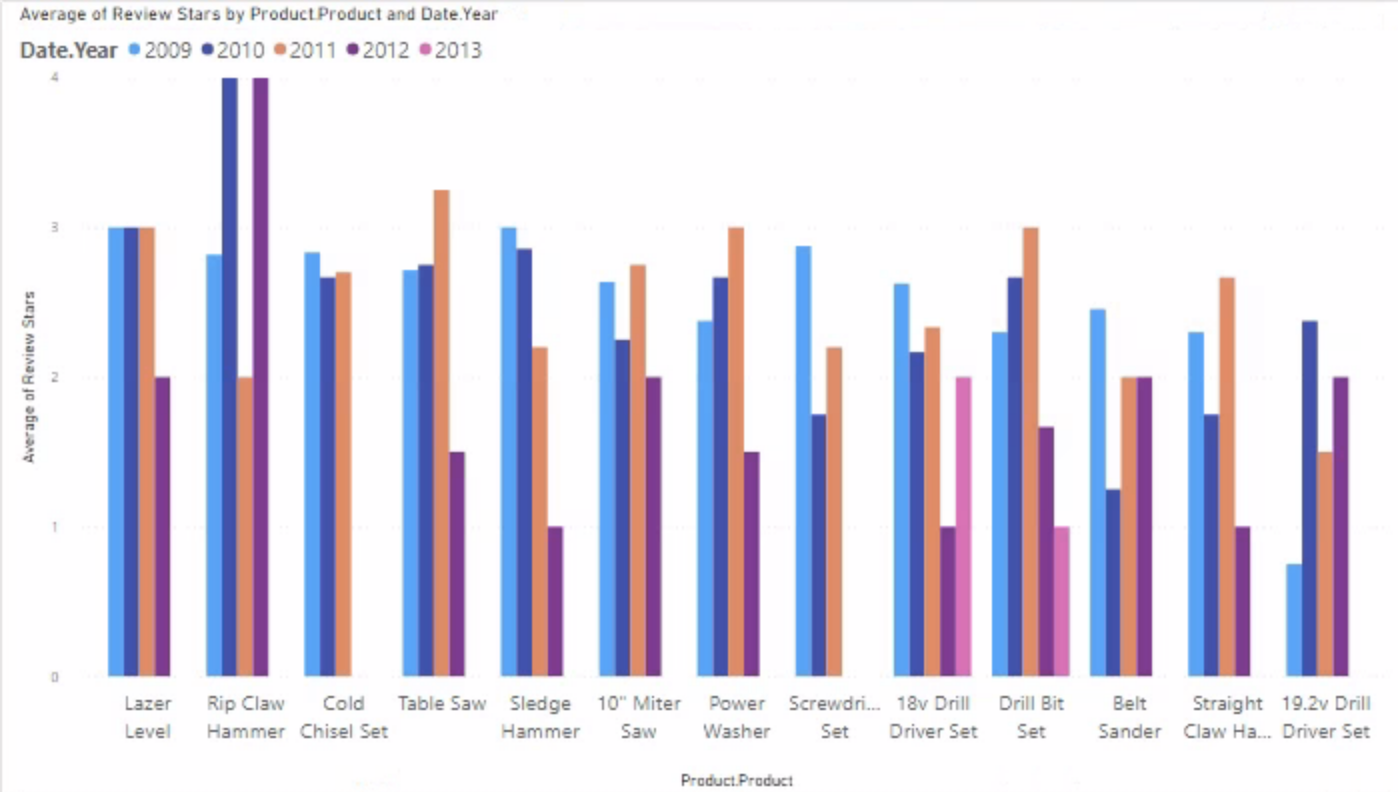 Average of Review Stars by Product.Product and Date.Year
Date.Year 2009 2010 2011 2012 2013
4
3
2
1
0
Average of Review Stars
Lazer Level
Rip Claw Hammer
Cold Chisel Set
Table Saw
Sledge Hammer
10" Miter Saw
Power Washer
Screwdri... Set
18v Drill Driver Set
Drill Bit Set
Belt Sander
Straight Claw Ha...
19.2v Drill Driver Set
Product.Product